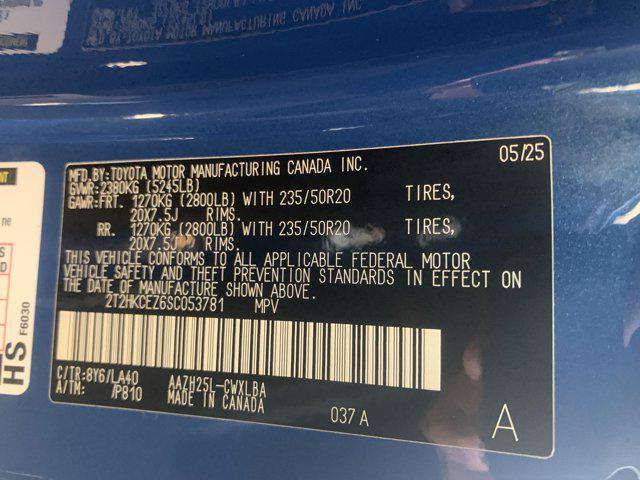 MFD.BY:TOYOTA MOTOR MANUFACTURING CANADA INC. 05/25
GVWR:2380KG (5245LB)
GAWR:FRT. 1270KG (2800LB) WITH 235/50R20 TIRES,
20X7.5J RIMS.
RR. 1270KG (2800LB) WITH 235/50R20 TIRES,
20X7.5J RIMS.
THIS VEHICLE CONFORMS TO ALL APPLICABLE FEDERAL MOTOR
VEHICLE SAFETY AND THEFT PREVENTION STANDARDS IN EFFECT ON
THE DATE OF MANUFACTURE SHOWN ABOVE.
2T2HKCEZ6SC053781 MPV
C/TR:8Y6/LA40 AAZH25L-CWXLBA
A/TM: /P810 MADE IN CANADA
037A
A
HS
F6030